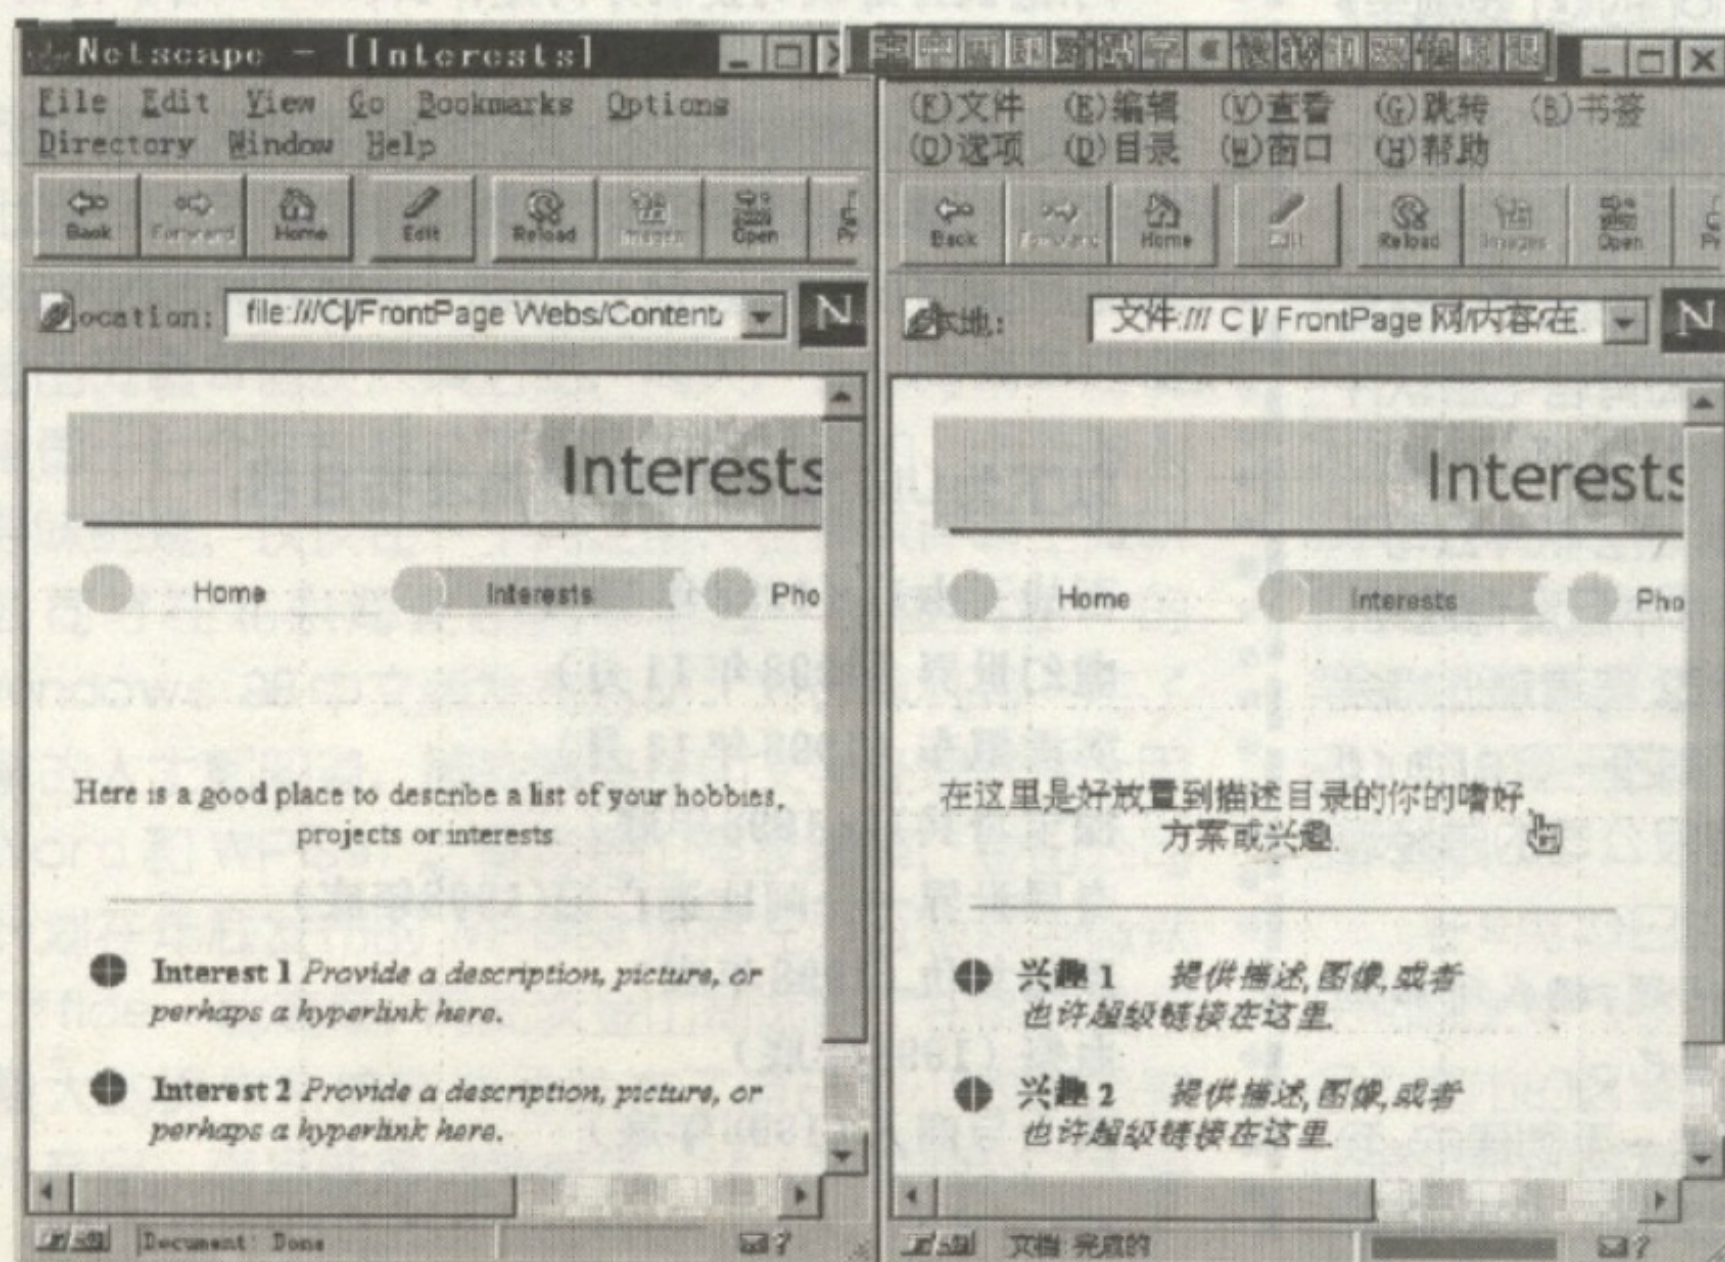 Netscape - [Interests]
File Edit View Go Bookmarks Options
Directory Window Help
Back Forward Home Edit Reload Images Open
Location: file:///C|/FrontPage Webs/Content
Interests
Home Interests Pho
Here is a good place to describe a list of your hobbies,
projects or interests
Interest 1 Provide a description, picture, or
perhaps a hyperlink here.
Interest 2 Provide a description, picture, or
perhaps a hyperlink here.
Document: Done
(F)文件 (E)编辑 (V)查看 (G)跳转 (B)书签
(O)选项 (D)目录 (W)窗口 (H)帮助
Back Forward Home Edit Reload Images Open
本地: 文件:/// C |/ FrontPage 网/内容/在.
Interests
Home Interests Pho
在这里是好放置到描述目录的你的嗜好,
方案或兴趣.
兴趣 1 提供描述,图像,或者
也许超级链接在这里.
兴趣 2 提供描述,图像,或者
也许超级链接在这里.
文档:完成的